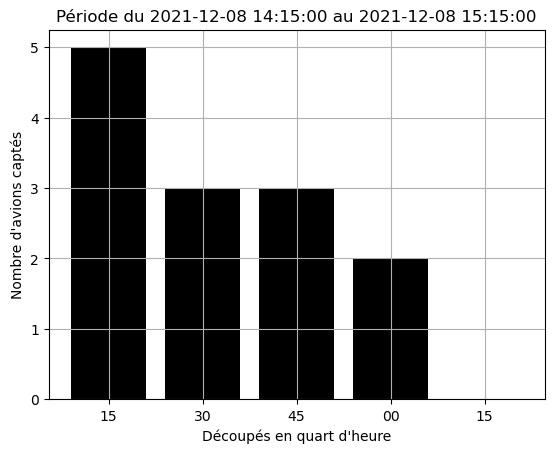 Période du 2021-12-08 14:15:00 au 2021-12-08 15:15:00
5
4
3
2
1
0
Nombre d'avions captés
15 30 45 00 15
Découpés en quart d'heure